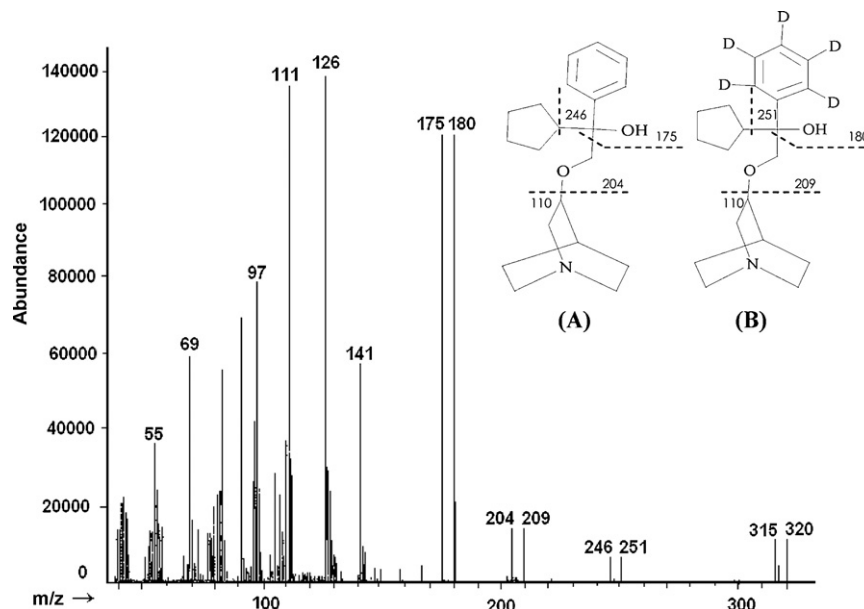 Abundance
140000
120000
100000
80000
60000
40000
20000
0
m/z →
100
200
300
55
69
97
111
126
141
175 180
204 209
246 251
315 320
246
OH
175
O
204
110
N
(A)
D
D
D
D
D
251
OH
180
O
209
110
N
(B)